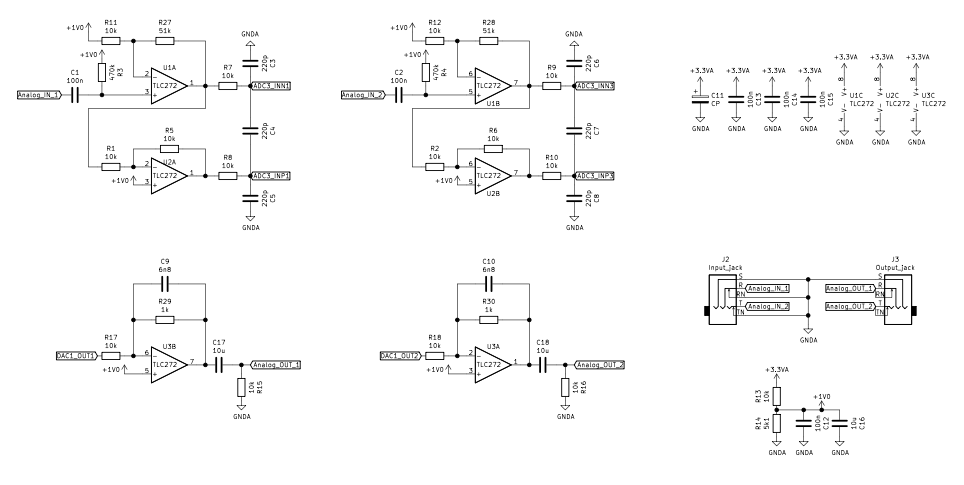 R11
10k
R27
51k
+1V0
+1V0
470k
R3
C1
100n
Analog_IN_1
U1A
TLC272
2
3
1
-
+
R7
10k
GNDA
220p
C3
ADC3_INN1
220p
C4
R1
10k
R5
10k
U2A
TLC272
2
3
1
-
+
+1V0
R8
10k
ADC3_INP1
220p
C5
GNDA
R12
10k
R28
51k
+1V0
+1V0
470k
R4
C2
100n
Analog_IN_2
TLC272
U1B
6
5
7
-
+
R9
10k
GNDA
220p
C6
ADC3_INN3
220p
C7
R2
10k
R6
10k
TLC272
U2B
6
5
7
-
+
+1V0
R10
10k
ADC3_INP3
220p
C8
GNDA
+3.3VA
+
C11
CP
GNDA
+3.3VA
100n
C13
GNDA
+3.3VA
100n
C14
GNDA
+3.3VA
100n
C15
GNDA
+3.3VA
8
V+
U1C
TLC272
V-
4
GNDA
+3.3VA
8
V+
U2C
TLC272
V-
4
GNDA
+3.3VA
8
V+
U3C
TLC272
V-
4
GNDA
C9
6n8
R29
1k
DAC1_OUT1
R17
10k
+1V0
U3B
TLC272
6
5
7
-
+
C17
10u
Analog_OUT_1
10k
R15
GNDA
C10
6n8
R30
1k
DAC1_OUT2
R18
10k
+1V0
U3A
TLC272
2
3
1
-
+
C18
10u
Analog_OUT_2
10k
R16
GNDA
J2
Input_jack
S
R
RN
T
TN
Analog_IN_1
Analog_IN_2
J3
Output_jack
S
R
RN
T
TN
Analog_OUT_1
Analog_OUT_2
GNDA
+3.3VA
R13
10k
R14
5k1
+1V0
100n
C12
10u
C16
GNDA
GNDA
GNDA